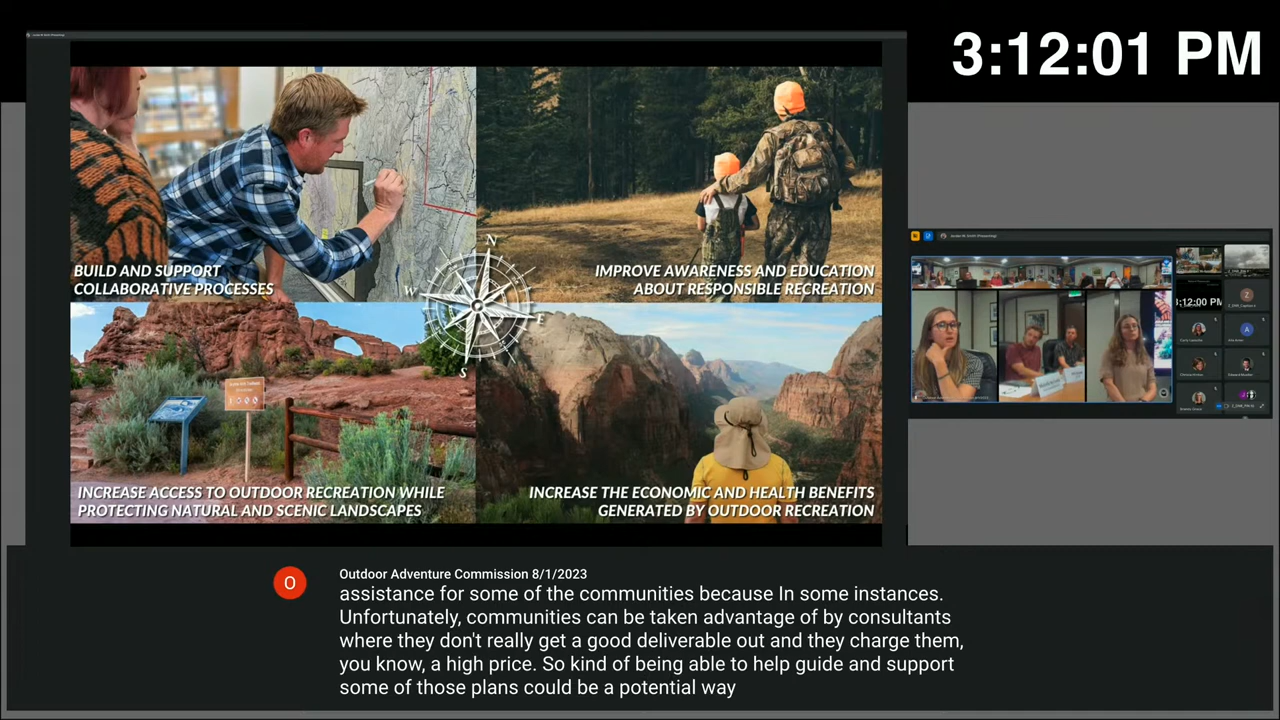 3:12:01 PM
BUILD AND SUPPORT
COLLABORATIVE PROCESSES
IMPROVE AWARENESS AND EDUCATION
ABOUT RESPONSIBLE RECREATION
N
W
E
S
INCREASE ACCESS TO OUTDOOR RECREATION WHILE
PROTECTING NATURAL AND SCENIC LANDSCAPES
INCREASE THE ECONOMIC AND HEALTH BENEFITS
GENERATED BY OUTDOOR RECREATION
3:12:00 PM
O
Outdoor Adventure Commission 8/1/2023
assistance for some of the communities because In some instances.
Unfortunately, communities can be taken advantage of by consultants
where they don't really get a good deliverable out and they charge them,
you know, a high price. So kind of being able to help guide and support
some of those plans could be a potential way